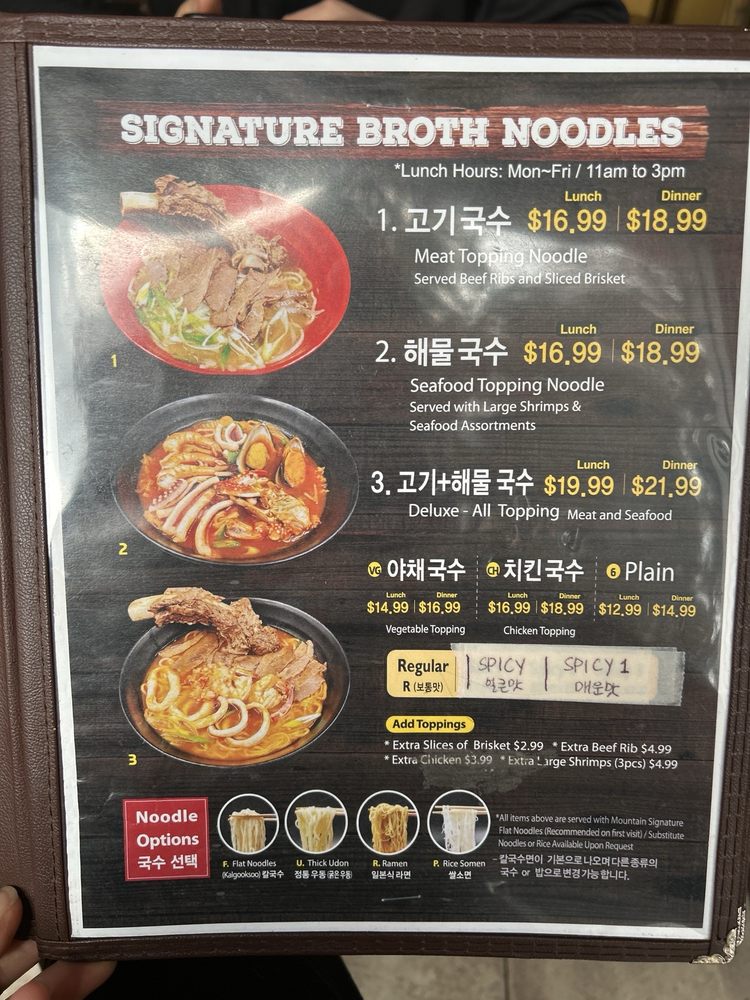 SIGNATURE BROTH NOODLES
*Lunch Hours: Mon~Fri / 11am to 3pm
Lunch Dinner
1. 고기국수 $16.99 | $18.99
Meat Topping Noodle
Served Beef Ribs and Sliced Brisket
1
Lunch Dinner
2. 해물국수 $16.99 | $18.99
Seafood Topping Noodle
Served with Large Shrimps &
Seafood Assortments
2
Lunch Dinner
3. 고기+해물 국수 $19.99 | $21.99
Deluxe - All Topping Meat and Seafood
VG 야채국수 CH 치킨국수 6 Plain
Lunch Dinner Lunch Dinner Lunch Dinner
$14.99 | $16.99 $16.99 | $18.99 $12.99 | $14.99
Vegetable Topping Chicken Topping
3
Regular | SPICY | SPICY 1
R (보통맛) 얼큰맛 매운맛
Add Toppings
* Extra Slices of Brisket $2.99 * Extra Beef Rib $4.99
* Extra Chicken $3.99 * Extra Large Shrimps (3pcs) $4.99
Noodle
Options
국수 선택
F. Flat Noodles U. Thick Udon R. Ramen P. Rice Somen
(Kalgooksoo) 칼국수 정통 우동(굵은우동) 일본식 라면 쌀소면
*All items above are served with Mountain Signature
Flat Noodles (Recommended on first visit) / Substitute
Noodles or Rice Available Upon Request
- 칼국수면이 기본으로 나오며 다른 종류의
국수 or 밥으로 변경 가능 합니다.